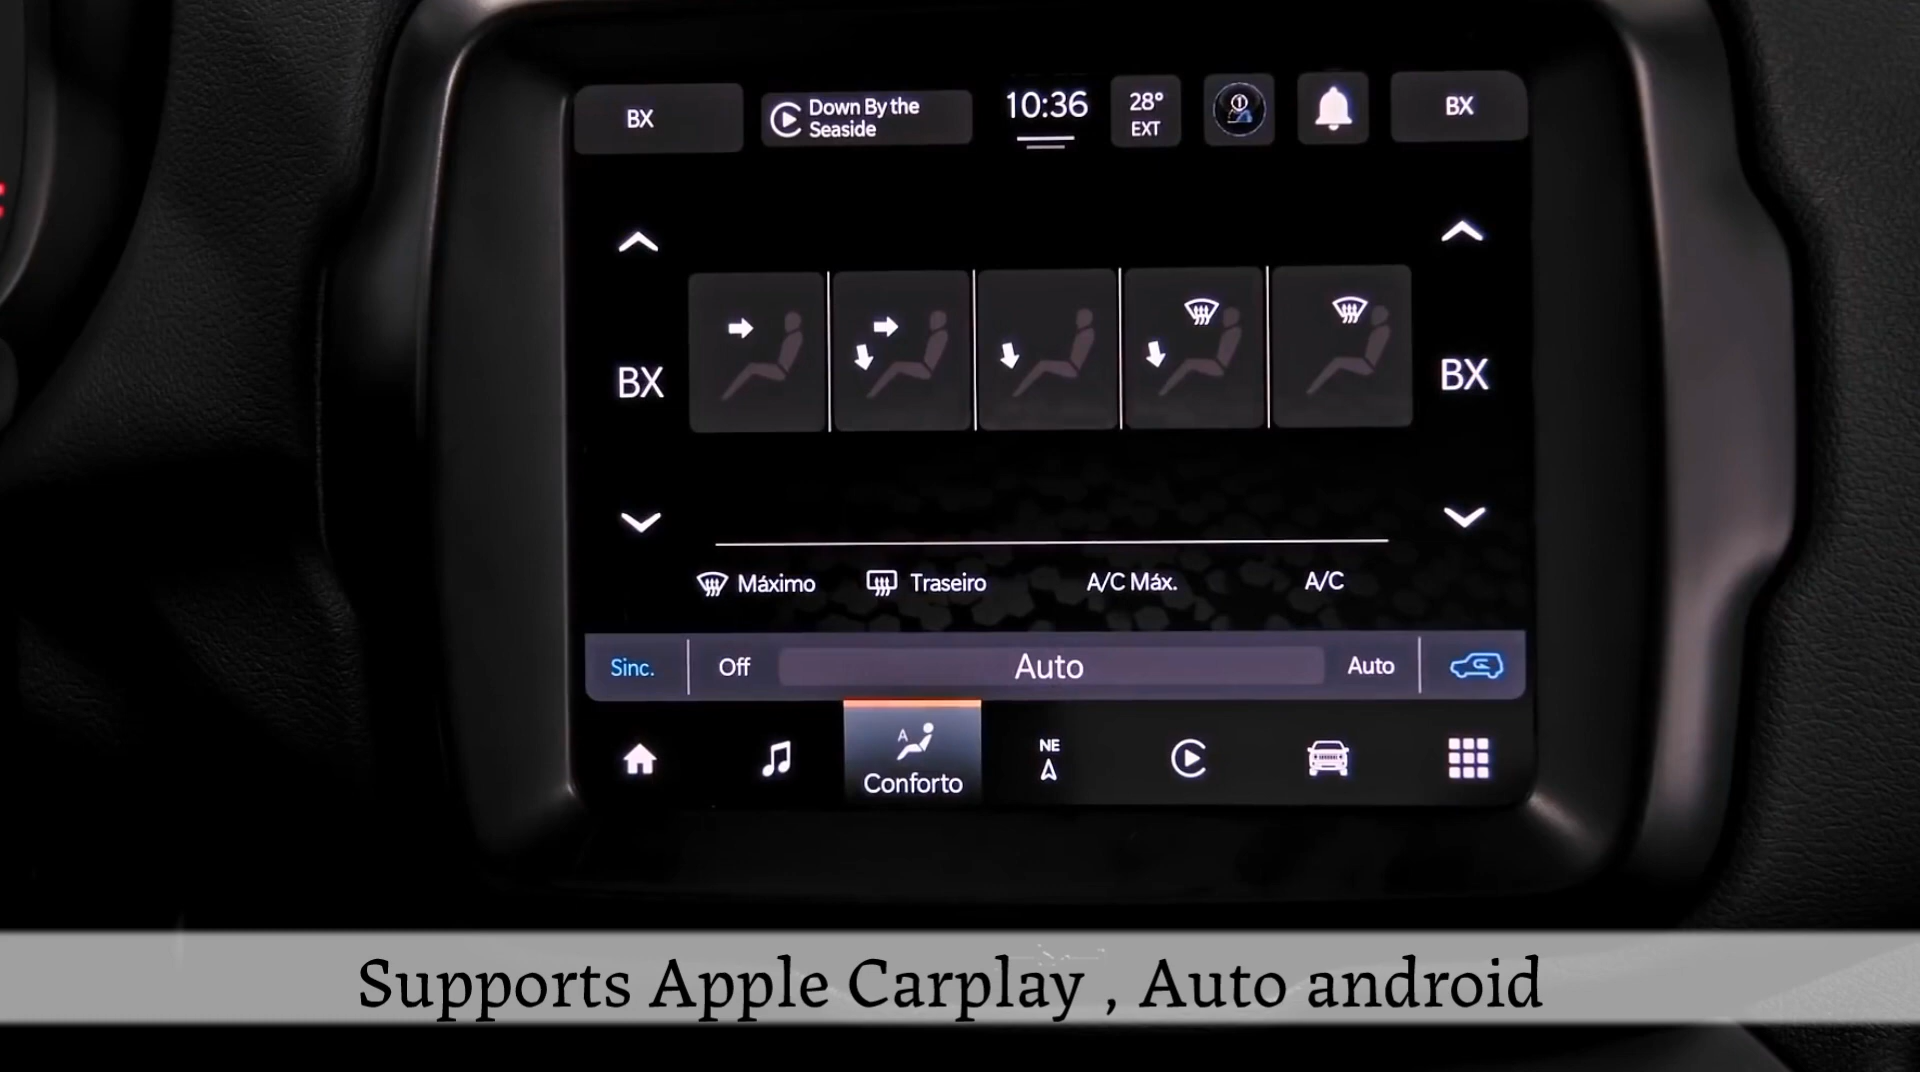 BX
Down By the
Seaside
10:36
28°
EXT
BX
BX
BX
Máximo
Traseiro
A/C Máx.
A/C
Sinc.
Off
Auto
Auto
A
Conforto
NE
Supports Apple Carplay , Auto android